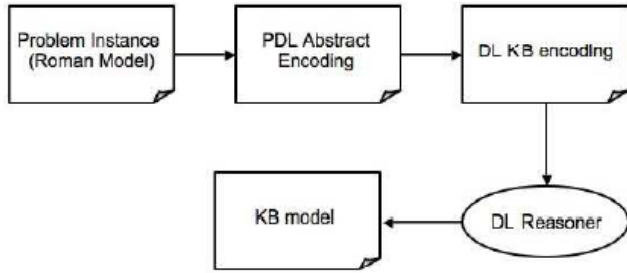 Problem Instance
(Roman Model)
PDL Abstract
Encoding
DL KB encoding
KB model
DL Reasoner